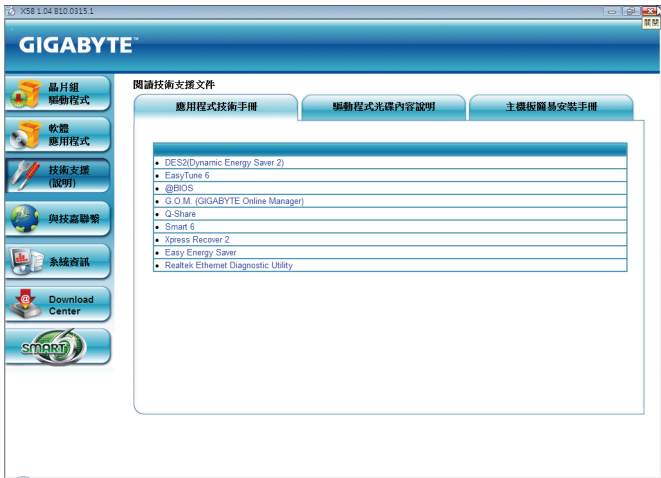 X58 1.04 B10.0315.1
關閉
GIGABYTE™
晶片組
驅動程式
軟體
應用程式
技術支援
(說明)
與技嘉聯繫
系統資訊
Download
Center
SMART6
閱讀技術支援文件
應用程式技術手冊
驅動程式光碟內容說明
主機板簡易安裝手冊
• DES2(Dynamic Energy Saver 2)
• EasyTune 6
• @BIOS
• G.O.M. (GIGABYTE Online Manager)
• Q-Share
• Smart 6
• Xpress Recover 2
• Easy Energy Saver
• Realtek Ethernet Diagnostic Utility